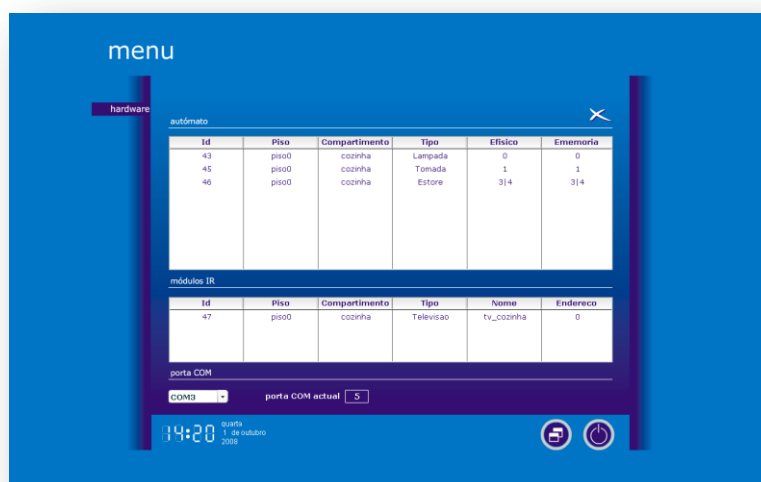 menu
hardware
autómato
Id Piso Compartimento Tipo Efisico Ememoria
43 piso0 cozinha Lampada 0 0
45 piso0 cozinha Tomada 1 1
46 piso0 cozinha Estore 3|4 3|4
módulos IR
Id Piso Compartimento Tipo Nome Endereco
47 piso0 cozinha Televisao tv_cozinha 0
porta COM
COM3 porta COM actual 5
14:20 quarta
1 de outubro
2008